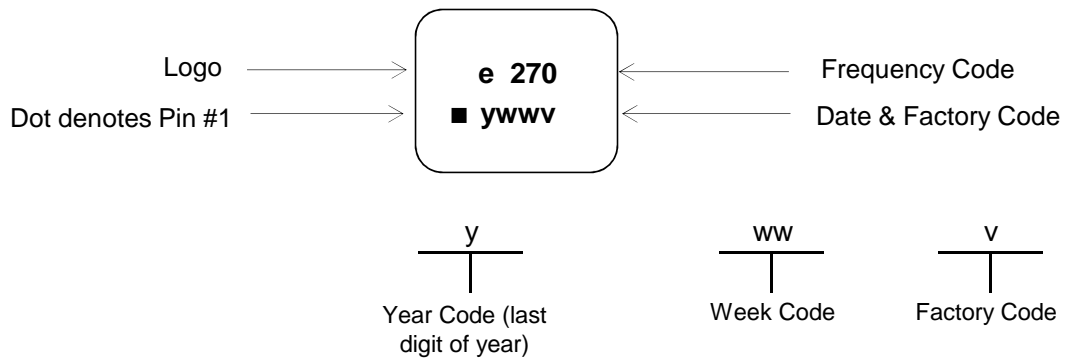 Logo
e 270
Frequency Code
Dot denotes Pin #1
■ ywwv
Date & Factory Code
y
ww
v
Year Code (last
digit of year)
Week Code
Factory Code